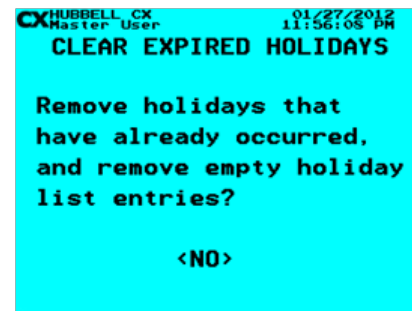 CX HUBBELL CX 01/27/2012
Master User 11:56:08 PM
CLEAR EXPIRED HOLIDAYS
Remove holidays that
have already occurred,
and remove empty holiday
list entries?
<NO>